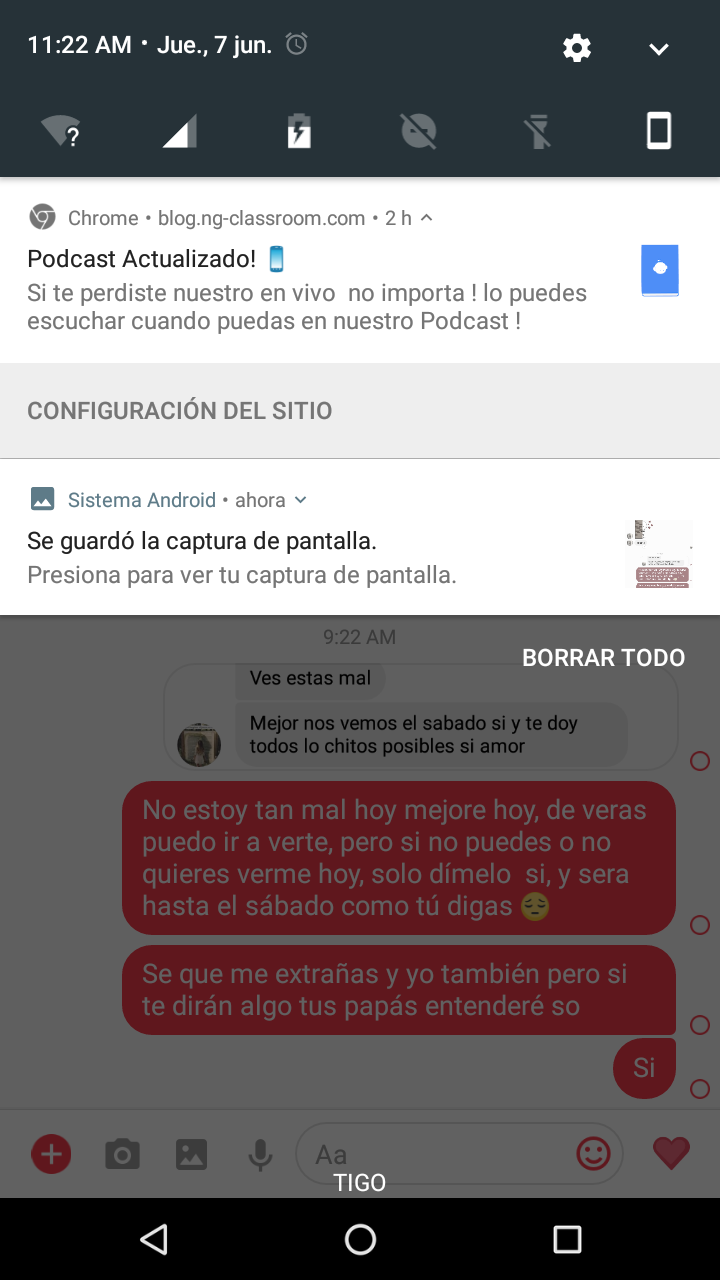 11:22 AM • Jue., 7 jun.
?
Chrome • blog.ng-classroom.com • 2 h
Podcast Actualizado!
Si te perdiste nuestro en vivo  no importa ! lo puedes
escuchar cuando puedas en nuestro Podcast !
CONFIGURACIÓN DEL SITIO
Sistema Android • ahora
Se guardó la captura de pantalla.
Presiona para ver tu captura de pantalla.
9:22 AM
BORRAR TODO
Ves estas mal
Mejor nos vemos el sabado si y te doy
todos lo chitos posibles si amor
No estoy tan mal hoy mejore hoy, de veras
puedo ir a verte, pero si no puedes o no
quieres verme hoy, solo dímelo  si, y sera
hasta el sábado como tú digas 😔
Se que me extrañas y yo también pero si
te dirán algo tus papás entenderé so
Si
Aa
TIGO